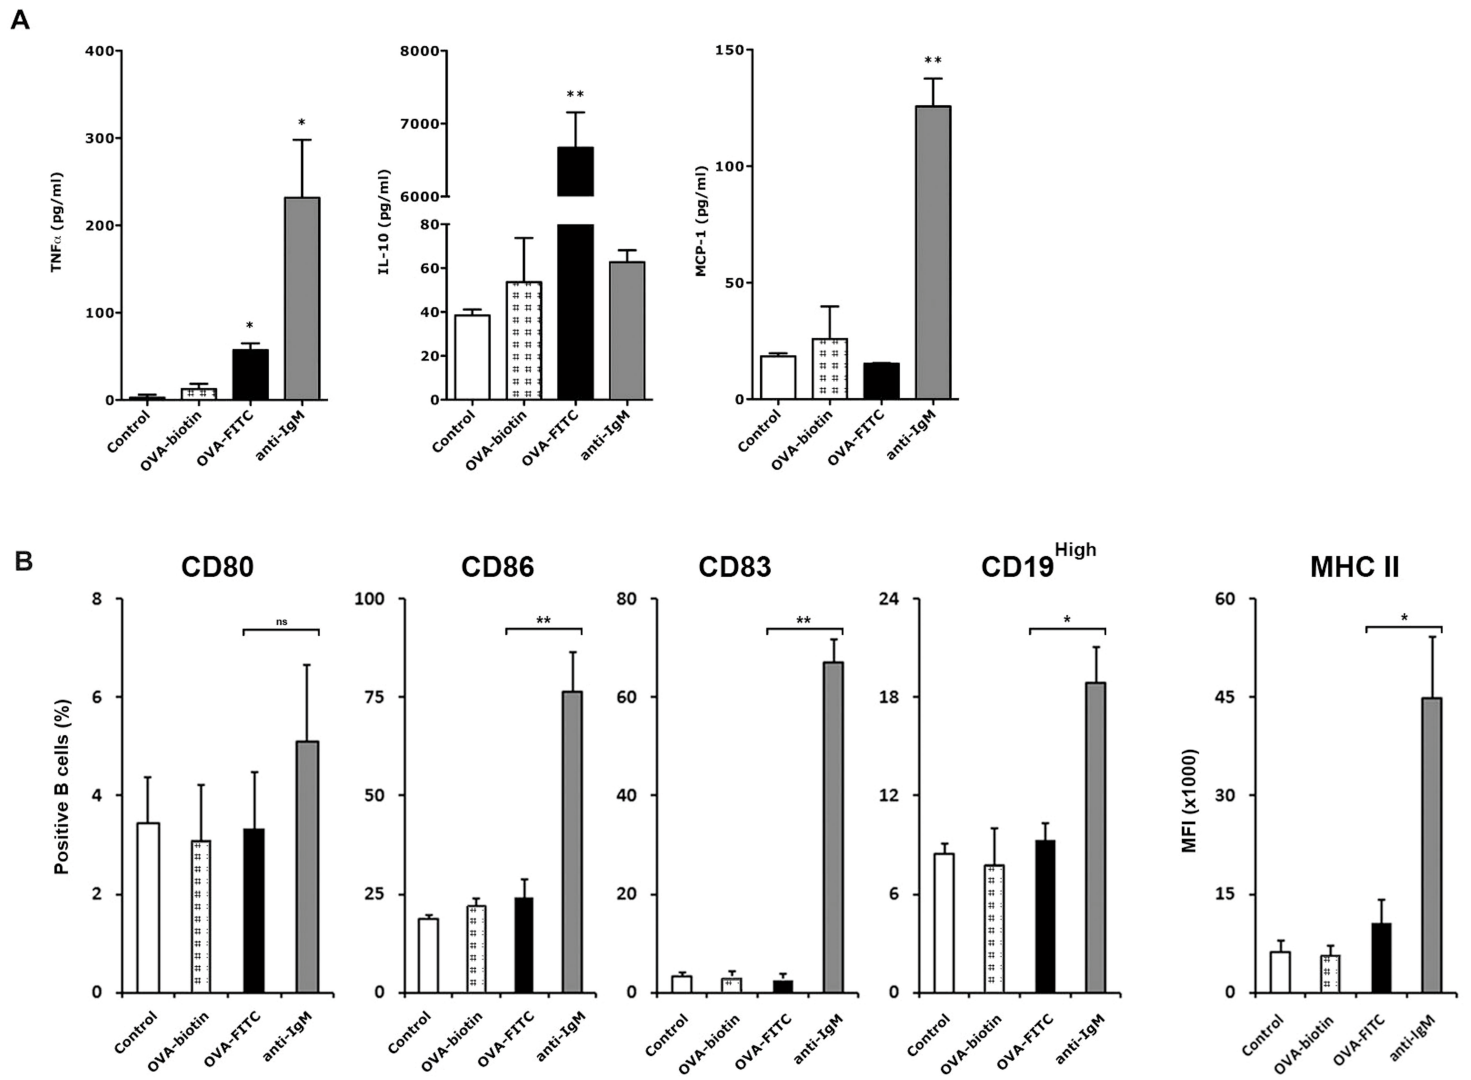 A
400
300
200
100
0
TNFα (pg/ml)
*
*
Control
OVA-biotin
OVA-FITC
anti-IgM
8000
7000
6000
80
60
40
20
0
IL-10 (pg/ml)
**
Control
OVA-biotin
OVA-FITC
anti-IgM
150
100
50
0
MCP-1 (pg/ml)
**
Control
OVA-biotin
OVA-FITC
anti-IgM
B
CD80
8
6
4
2
0
Positive B cells (%)
ns
Control
OVA-biotin
OVA-FITC
anti-IgM
CD86
100
75
50
25
0
**
Control
OVA-biotin
OVA-FITC
anti-IgM
CD83
80
60
40
20
0
**
Control
OVA-biotin
OVA-FITC
anti-IgM
CD19High
24
18
12
6
0
*
Control
OVA-biotin
OVA-FITC
anti-IgM
MHC II
60
45
30
15
0
MFI (x1000)
*
Control
OVA-biotin
OVA-FITC
anti-IgM